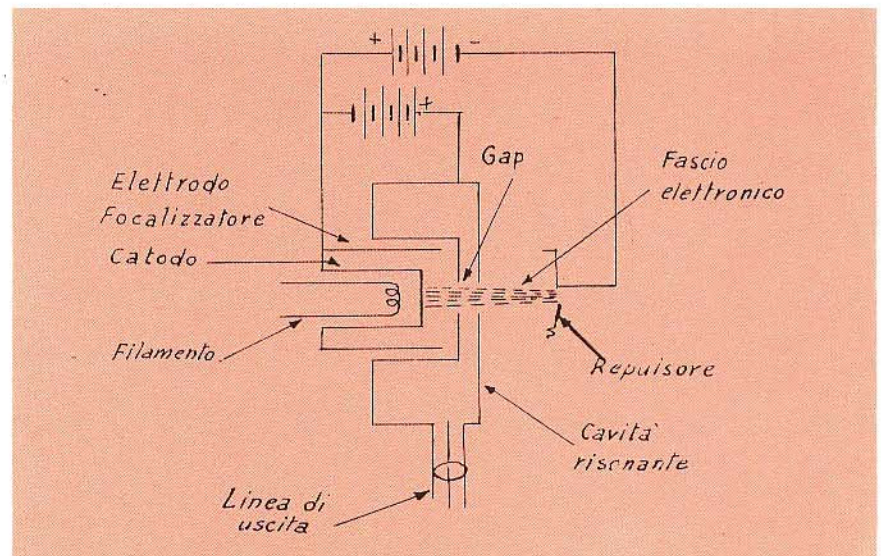 + -
+
Gap
Fascio
elettronico
Elettrodo
Focalizzatore
Catodo
Filamento
Repulsore
Cavità
risonante
Linea di
uscita